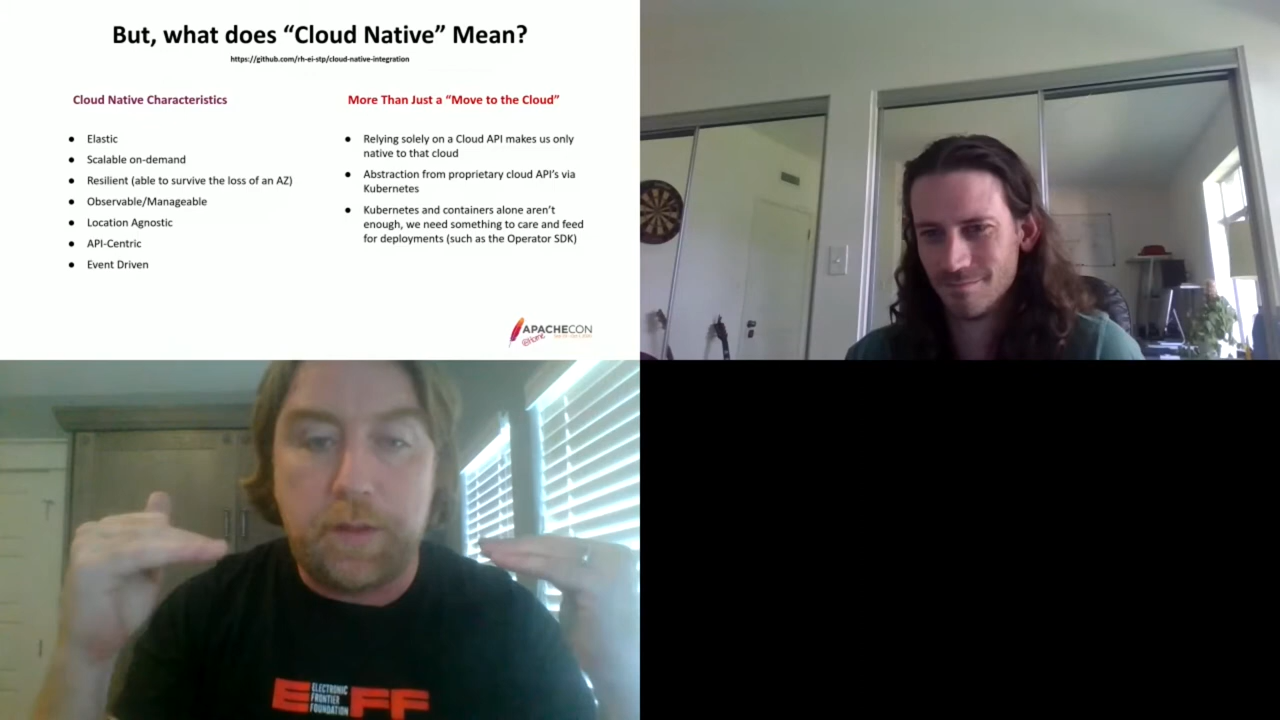 But, what does “Cloud Native” Mean?
https://github.com/rh-ei-stp/cloud-native-integration
Cloud Native Characteristics
● Elastic
● Scalable on-demand
● Resilient (able to survive the loss of an AZ)
● Observable/Manageable
● Location Agnostic
● API-Centric
● Event Driven
More Than Just a “Move to the Cloud”
● Relying solely on a Cloud API makes us only
native to that cloud
● Abstraction from proprietary cloud API’s via
Kubernetes
● Kubernetes and containers alone aren’t
enough, we need something to care and feed
for deployments (such as the Operator SDK)
APACHECON
@home
EFF
ELECTRONIC
FRONTIER
FOUNDATION